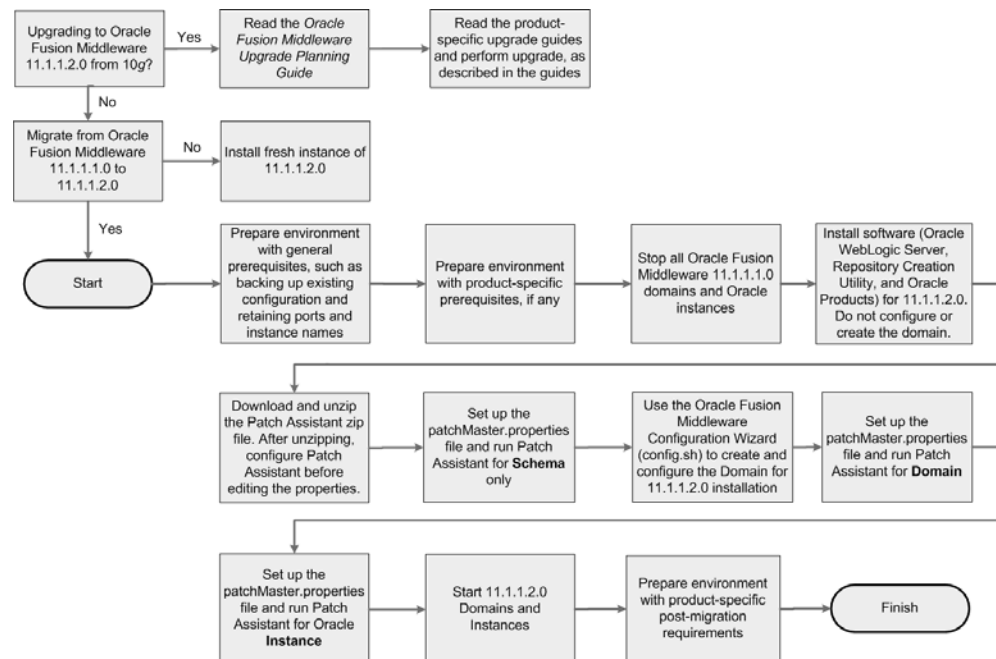 Upgrading to Oracle
Fusion Middleware
11.1.1.2.0 from 10g?
Yes
Read the Oracle
Fusion Middleware
Upgrade Planning
Guide
Read the product-
specific upgrade guides
and perform upgrade, as
described in the guides
No
Migrate from Oracle
Fusion Middleware
11.1.1.1.0 to
11.1.1.2.0
No
Install fresh instance of
11.1.1.2.0
Yes
Start
Prepare environment
with general
prerequisites, such as
backing up existing
configuration and
retaining ports and
instance names
Prepare environment
with product-specific
prerequisites, if any
Stop all Oracle Fusion
Middleware 11.1.1.1.0
domains and Oracle
instances
Install software (Oracle
WebLogic Server,
Repository Creation
Utility, and Oracle
Products) for 11.1.1.2.0.
Do not configure or
create the domain.
Download and unzip
the Patch Assistant zip
file. After unzipping,
configure Patch
Assistant before
editing the properties.
Set up the
patchMaster.properties
file and run Patch
Assistant for Schema
only
Use the Oracle Fusion
Middleware
Configuration Wizard
(config.sh) to create and
configure the Domain for
11.1.1.2.0 installation
Set up the
patchMaster.properties
file and run Patch
Assistant for Domain
Set up the
patchMaster.properties
file and run Patch
Assistant for Oracle
Instance
Start 11.1.1.2.0
Domains and
Instances
Prepare environment
with product-specific
post-migration
requirements
Finish